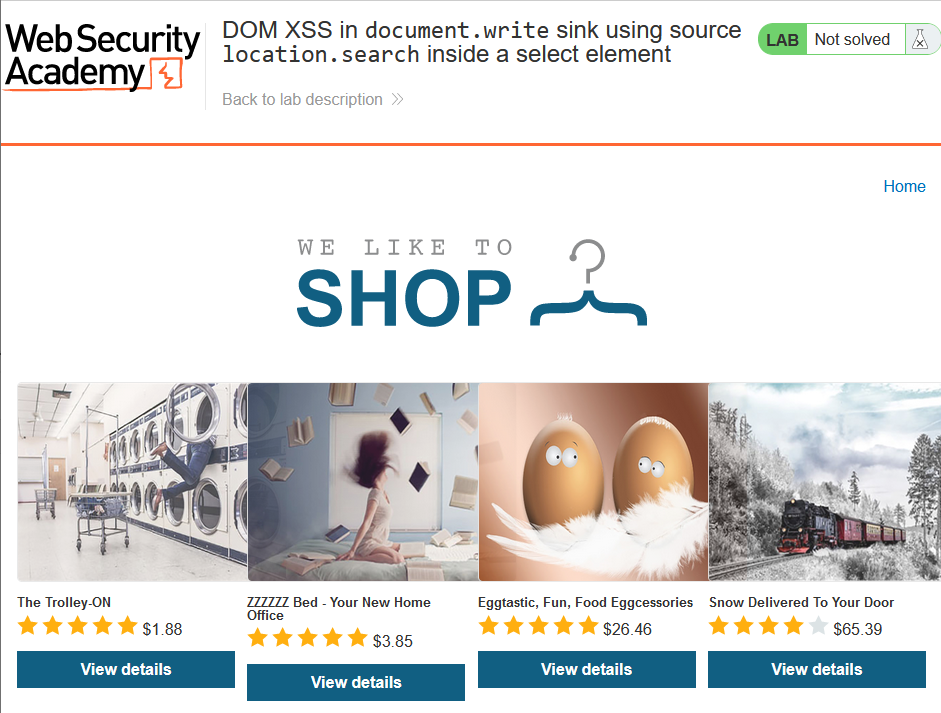 Web Security
Academy
DOM XSS in document.write sink using source
location.search inside a select element
Back to lab description
LAB Not solved
Home
WE LIKE TO
SHOP
The Trolley-ON
$1.88
View details
ZZZZZZ Bed - Your New Home
Office
$3.85
View details
Eggtastic, Fun, Food Eggcessories
$26.46
View details
Snow Delivered To Your Door
$65.39
View details